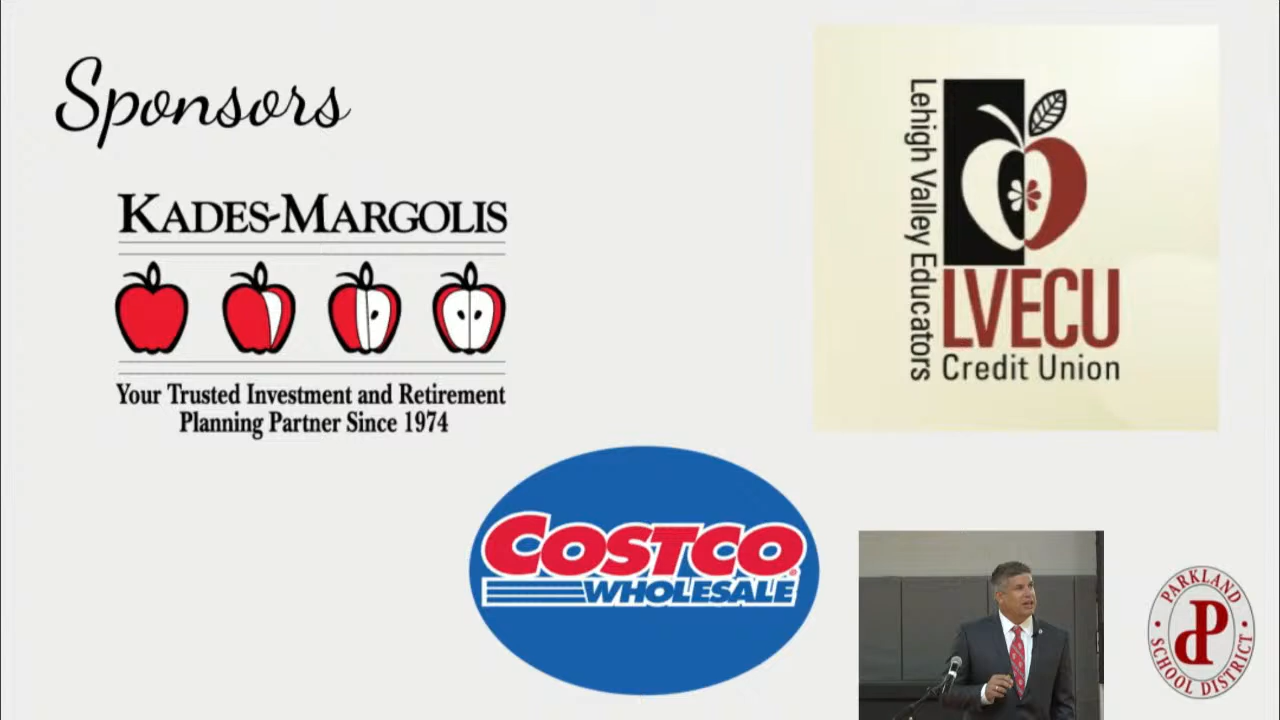 Sponsors
KADES-MARGOLIS
Your Trusted Investment and Retirement
Planning Partner Since 1974
Lehigh Valley Educators
LVECU
Credit Union
COSTCO
WHOLESALE
PARKLAND
SCHOOL DISTRICT